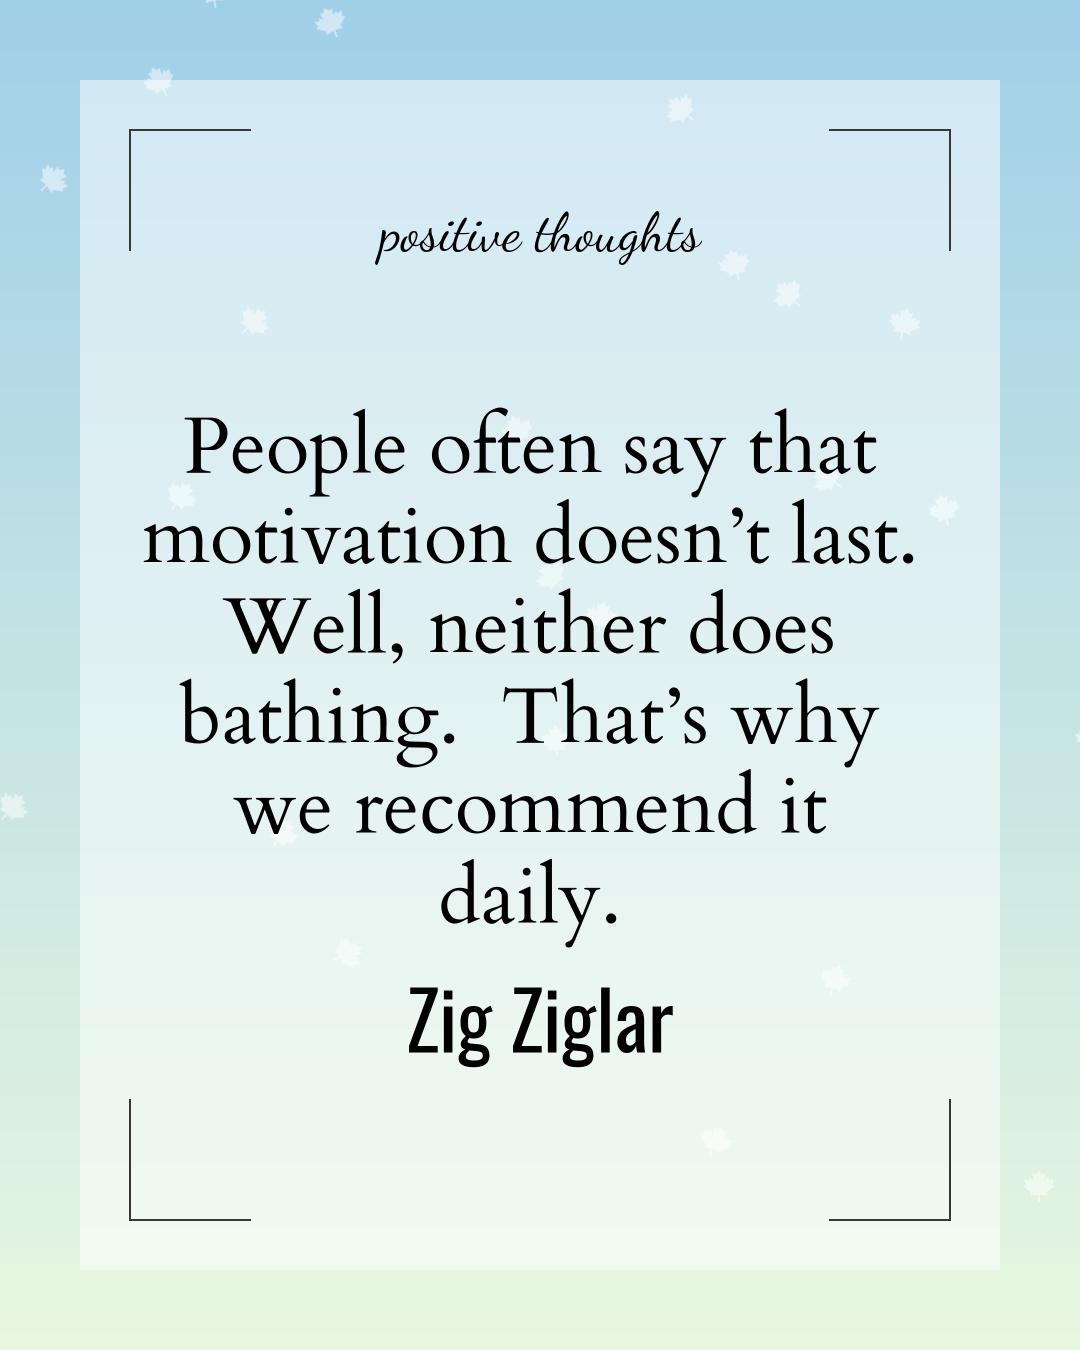 positive thoughts
People often say that
motivation doesn’t last.
Well, neither does
bathing.  That’s why
we recommend it
daily.
Zig Ziglar